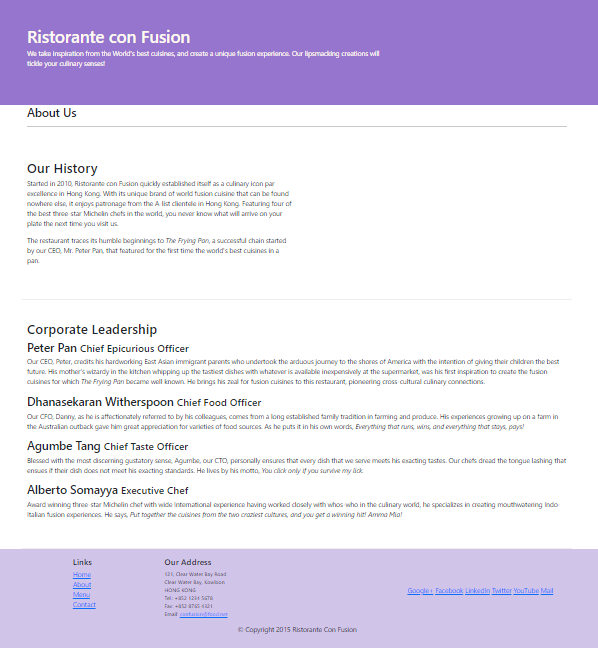 Ristorante con Fusion
We take inspiration from the World's best cuisines, and create a unique fusion experience. Our lipsmacking creations will
tickle your culinary senses!
About Us
Our History
Started in 2010, Ristorante con Fusion quickly established itself as a culinary icon par
excellence in Hong Kong. With its unique brand of world fusion cuisine that can be found
nowhere else, it enjoys patronage from the A-list clientele in Hong Kong. Featuring four of
the best three-star Michelin chefs in the world, you never know what will arrive on your
plate the next time you visit us.
The restaurant traces its humble beginnings to The Frying Pan, a successful chain started
by our CEO, Mr. Peter Pan, that featured for the first time the world's best cuisines in a
pan.
Corporate Leadership
Peter Pan Chief Epicurious Officer
Our CEO, Peter, credits his hardworking East Asian immigrant parents who undertook the arduous journey to the shores of America with the intention of giving their children the best
future. His mother's wizardy in the kitchen whipping up the tastiest dishes with whatever is available inexpensively at the supermarket, was his first inspiration to create the fusion
cuisines for which The Frying Pan became well known. He brings his zeal for fusion cuisines to this restaurant, pioneering cross-cultural culinary connections.
Dhanasekaran Witherspoon Chief Food Officer
Our CFO, Danny, as he is affectionately referred to by his colleagues, comes from a long established family tradition in farming and produce. His experiences growing up on a farm in
the Australian outback gave him great appreciation for varieties of food sources. As he puts it in his own words, Everything that runs, wins, and everything that stays, pays!
Agumbe Tang Chief Taste Officer
Blessed with the most discerning gustatory sense, Agumbe, our CTO, personally ensures that every dish that we serve meets his exacting tastes. Our chefs dread the tongue lashing that
ensues if their dish does not meet his exacting standards. He lives by his motto, You click only if you survive my lick.
Alberto Somayya Executive Chef
Award winning three-star Michelin chef with wide International experience having worked closely with whos-who in the culinary world, he specializes in creating mouthwatering Indo-
Italian fusion experiences. He says, Put together the cuisines from the two craziest cultures, and you get a winning hit! Amma Mia!
Links
Home
About
Menu
Contact
Our Address
121, Clear Water Bay Road
Clear Water Bay, Kowloon
HONG KONG
Tel: +852 1234 5678
Fax: +852 8765 4321
Email: confusion@food.net
Google+ Facebook LinkedIn Twitter YouTube Mail
© Copyright 2015 Ristorante Con Fusion